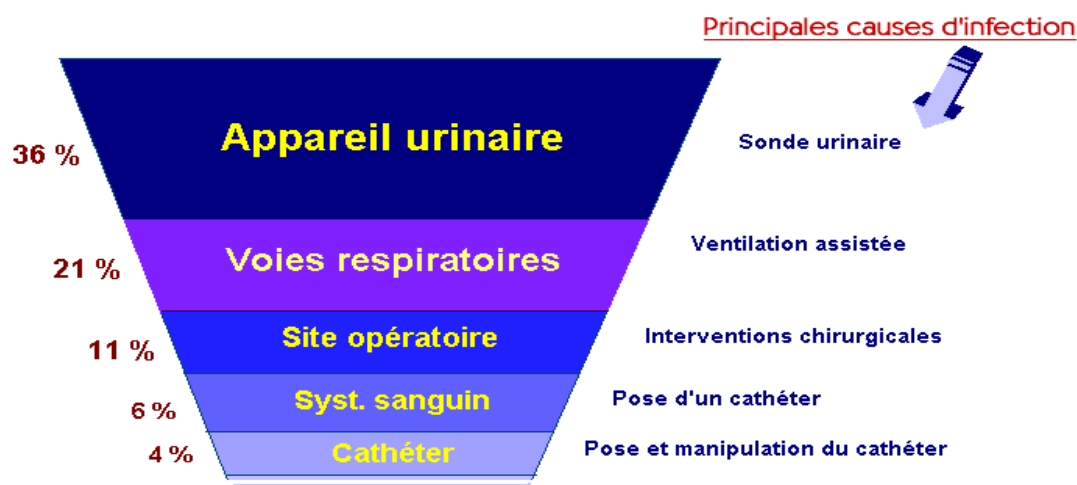 Principales causes d'infection
36 % Appareil urinaire Sonde urinaire
21 % Voies respiratoires Ventilation assistée
11 % Site opératoire Interventions chirurgicales
6 % Syst. sanguin Pose d'un cathéter
4 % Cathéter Pose et manipulation du cathéter